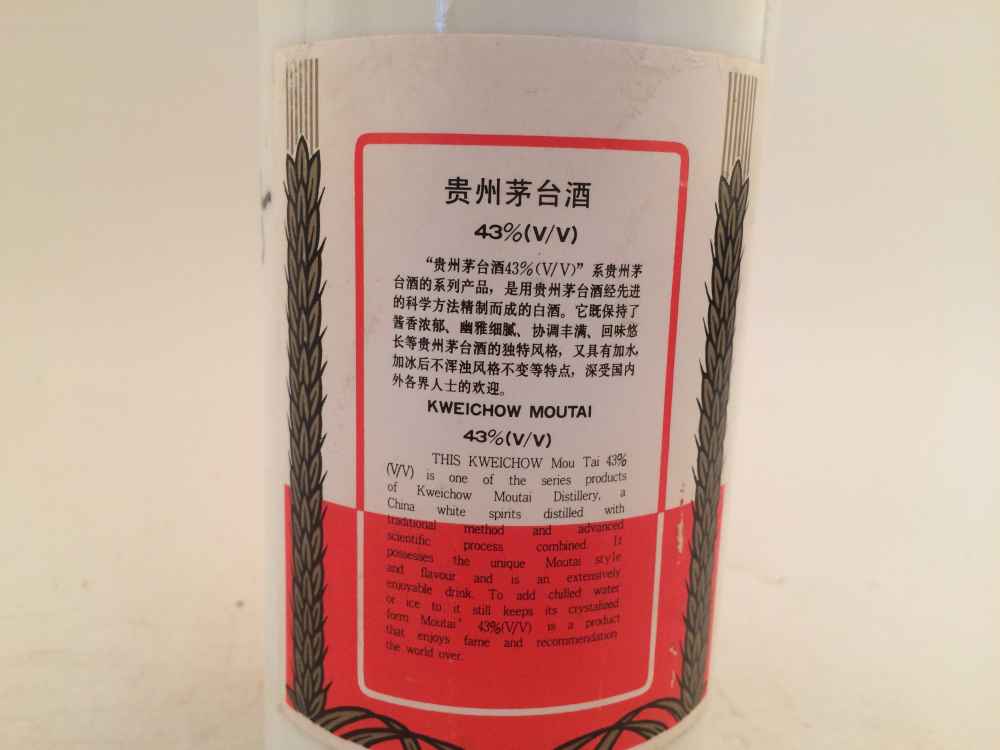 贵州茅台酒
43%(V/V)
“贵州茅台酒43%(V/V)”系贵州茅
台酒的系列产品，是用贵州茅台酒经先进
的科学方法精制而成的白酒。它既保持了
酱香浓郁、幽雅细腻、协调丰满、回味悠
长等贵州茅台酒的独特风格，又具有加水，
加冰后不浑浊风格不变等特点，深受国内
外各界人士的欢迎。
KWEICHOW MOUTAI
43%(V/V)
THIS KWEICHOW Mou Tai 43%
(V/V) is one of the series products
of Kweichow Moutai Distillery, a
China white spirits distilled with
traditional method and advanced
scientific process combined. It
possesses the unique Moutai style
and flavour and is an extensively
enjoyable drink. To add chilled water
or ice to it still keeps its crystalized
form Moutai' 43%(V/V) is a product
that enjoys fame and recommendation
the world over.